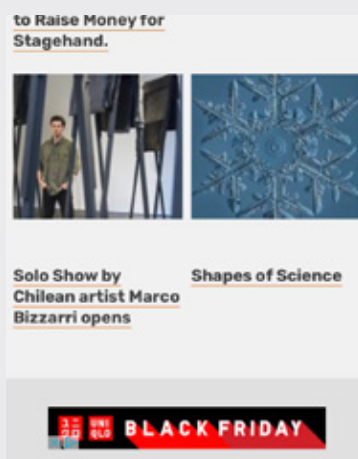 to Raise Money for
Stagehand.
Solo Show by
Chilean artist Marco
Bizzarri opens
Shapes of Science
UNI
QLO
BLACK FRIDAY